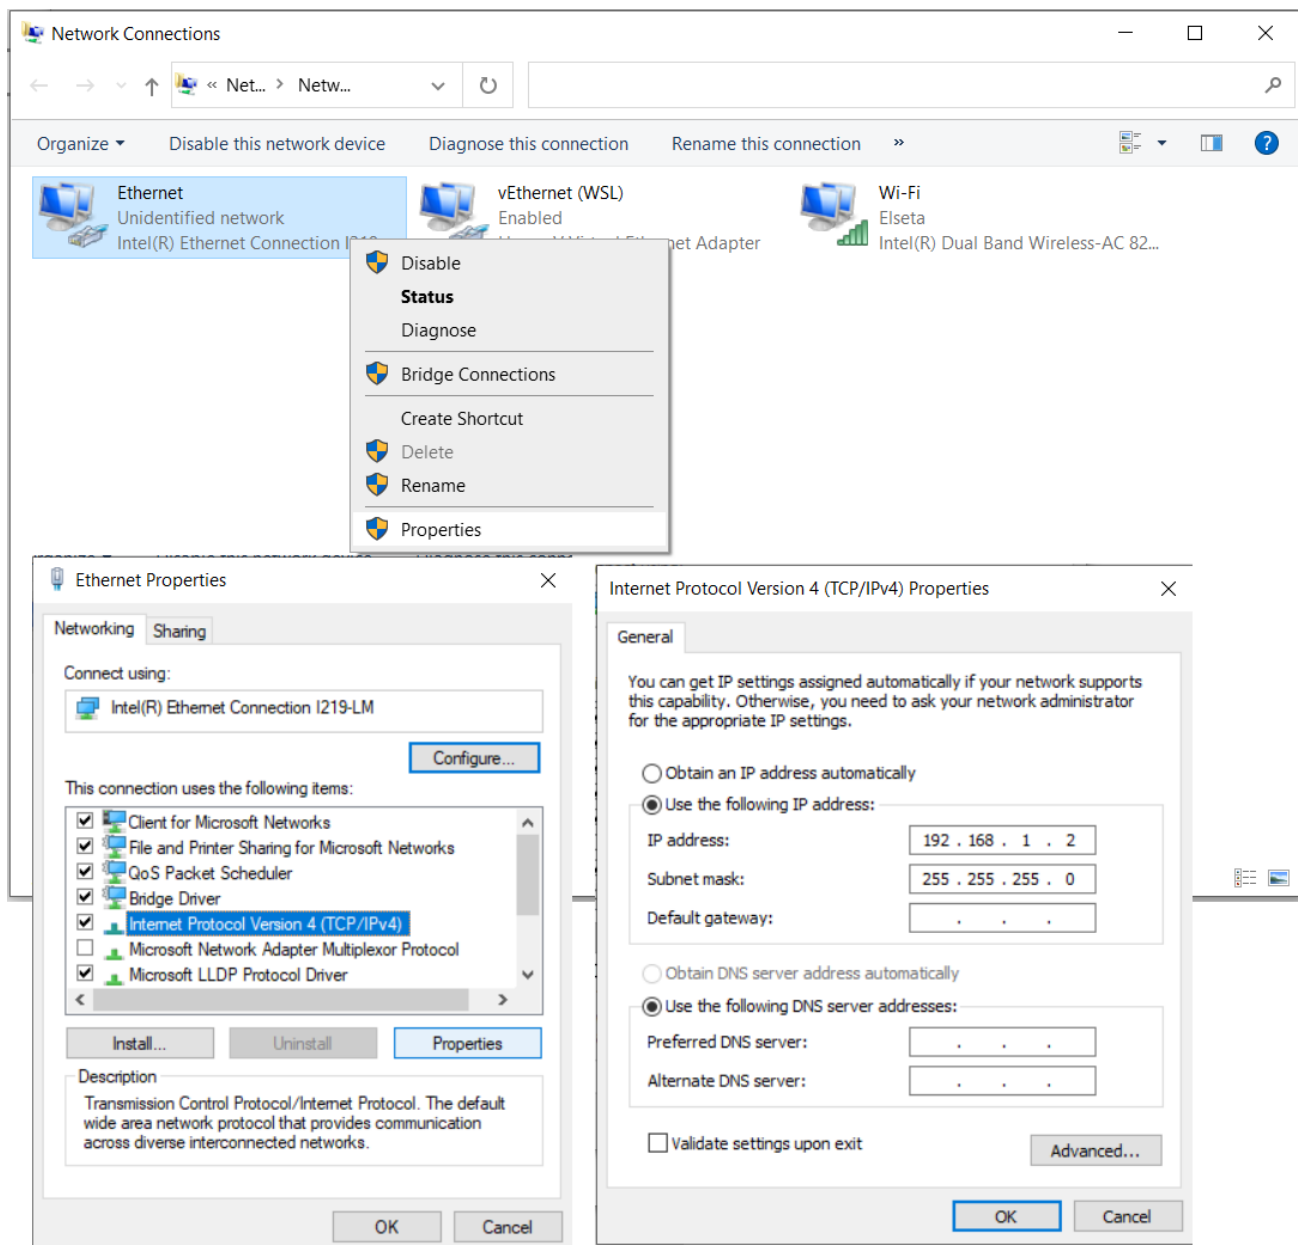 Network Connections
« Net... > Netw...
Organize Disable this network device Diagnose this connection Rename this connection »
Ethernet
Unidentified network
Intel(R) Ethernet Connection
vEthernet (WSL)
Enabled
Adapter
Wi-Fi
Elseta
Intel(R) Dual Band Wireless-AC 82...
Disable
Status
Diagnose
Bridge Connections
Create Shortcut
Delete
Rename
Properties
Ethernet Properties
Networking Sharing
Connect using:
Intel(R) Ethernet Connection I219-LM
Configure...
This connection uses the following items:
Client for Microsoft Networks
File and Printer Sharing for Microsoft Networks
QoS Packet Scheduler
Bridge Driver
Internet Protocol Version 4 (TCP/IPv4)
Microsoft Network Adapter Multiplexor Protocol
Microsoft LLDP Protocol Driver
Install... Uninstall Properties
Description
Transmission Control Protocol/Internet Protocol. The default
wide area network protocol that provides communication
across diverse interconnected networks.
OK Cancel
Internet Protocol Version 4 (TCP/IPv4) Properties
General
You can get IP settings assigned automatically if your network supports
this capability. Otherwise, you need to ask your network administrator
for the appropriate IP settings.
Obtain an IP address automatically
Use the following IP address:
IP address: 192 . 168 . 1 . 2
Subnet mask: 255 . 255 . 255 . 0
Default gateway: . . .
Obtain DNS server address automatically
Use the following DNS server addresses:
Preferred DNS server: . . .
Alternate DNS server: . . .
Validate settings upon exit
Advanced...
OK Cancel